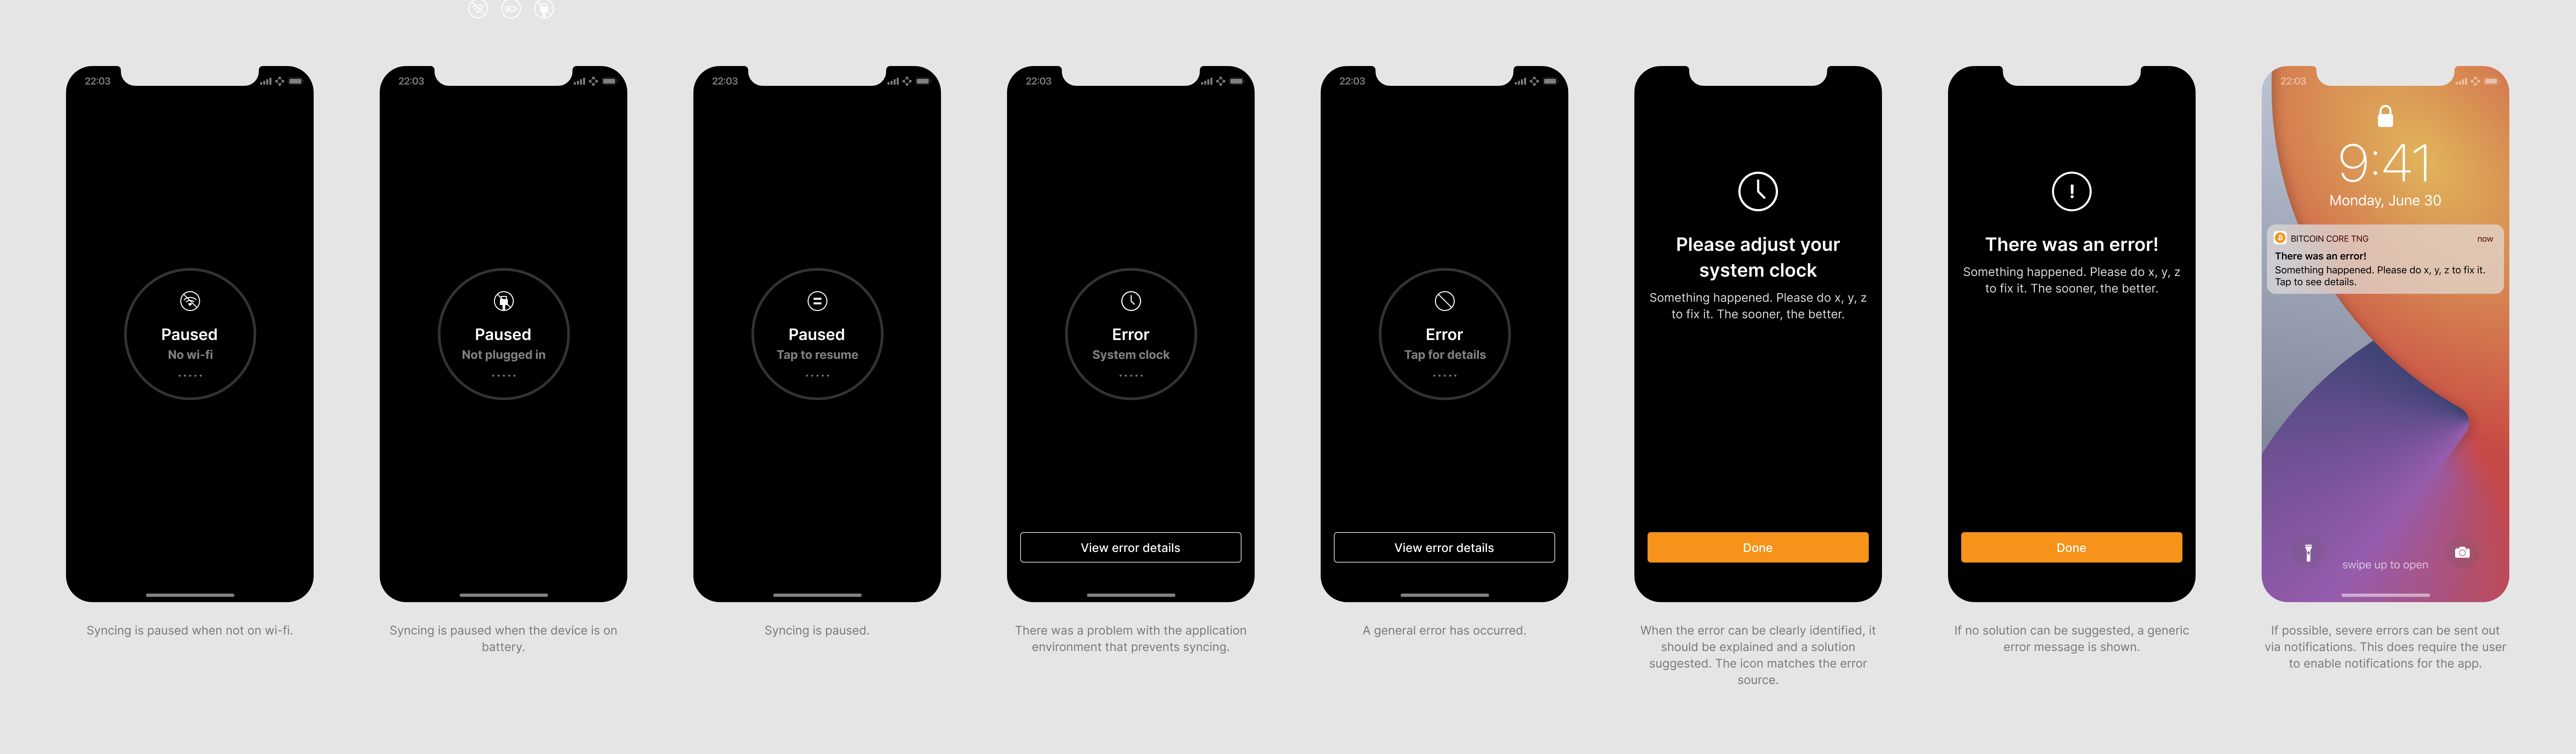 22:03
Paused
No wi-fi
Syncing is paused when not on wi-fi.
22:03
Paused
Not plugged in
Syncing is paused when the device is on
battery.
22:03
Paused
Tap to resume
Syncing is paused.
22:03
Error
System clock
View error details
There was a problem with the application
environment that prevents syncing.
22:03
Error
Tap for details
View error details
A general error has occurred.
Please adjust your
system clock
Something happened. Please do x, y, z
to fix it. The sooner, the better.
Done
When the error can be clearly identified, it
should be explained and a solution
suggested. The icon matches the error
source.
There was an error!
Something happened. Please do x, y, z
to fix it. The sooner, the better.
Done
If no solution can be suggested, a generic
error message is shown.
22:03
9:41
Monday, June 30
BITCOIN CORE TNG now
There was an error!
Something happened. Please do x, y, z to fix it.
Tap to see details.
swipe up to open
If possible, severe errors can be sent out
via notifications. This does require the user
to enable notifications for the app.